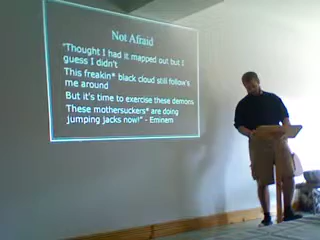 Not Afraid
"Thought I had it mapped out but I
guess I didn't
This freakin* black cloud still follow's
me around
But it's time to exercise these demons
These mothersuckers* are doing
jumping jacks now!" - Eminem